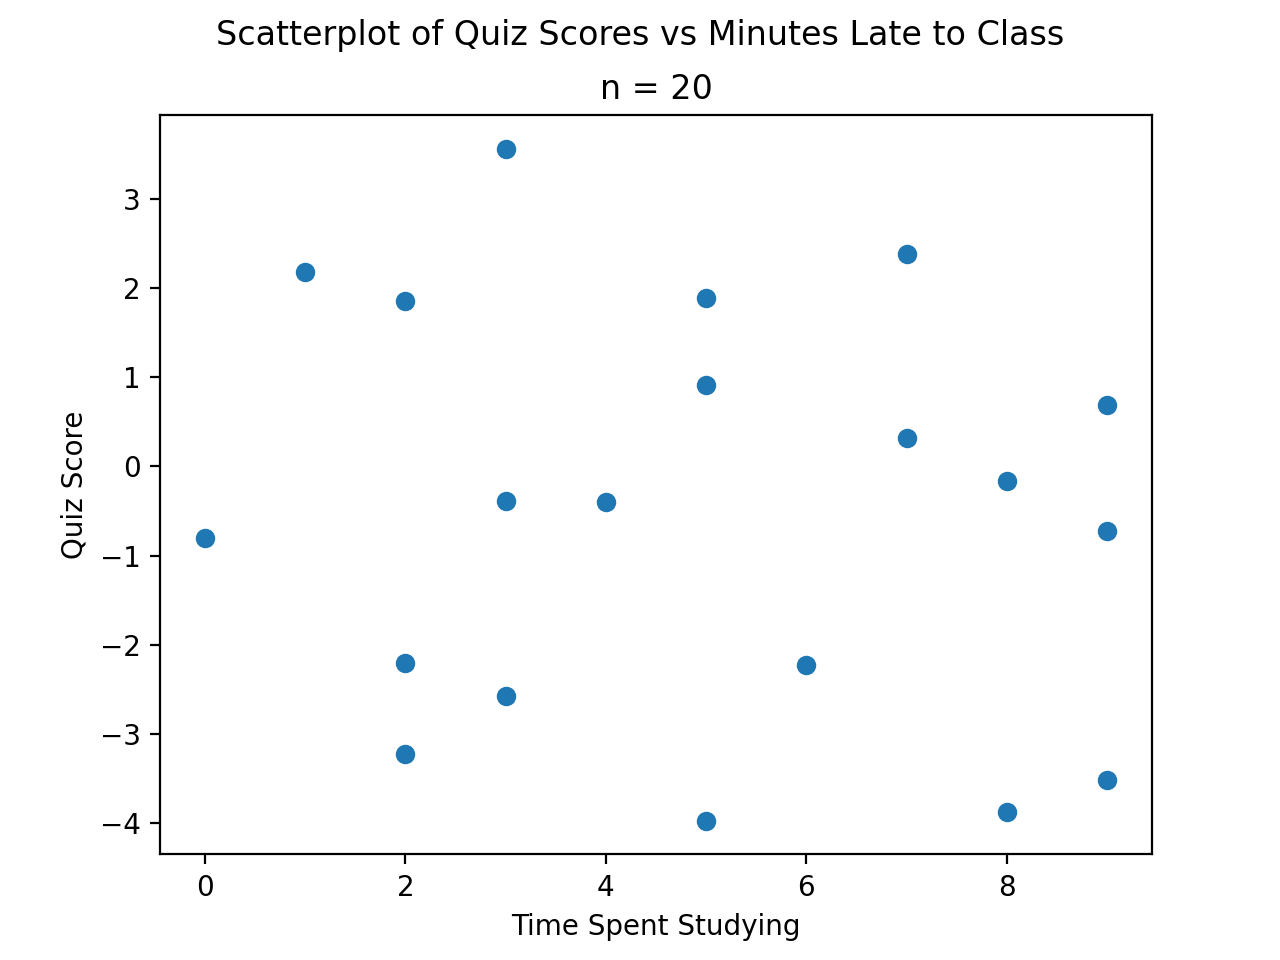 Scatterplot of Quiz Scores vs Minutes Late to Class
n = 20
3
2
1
0
−1
−2
−3
−4
Quiz Score
0 2 4 6 8
Time Spent Studying